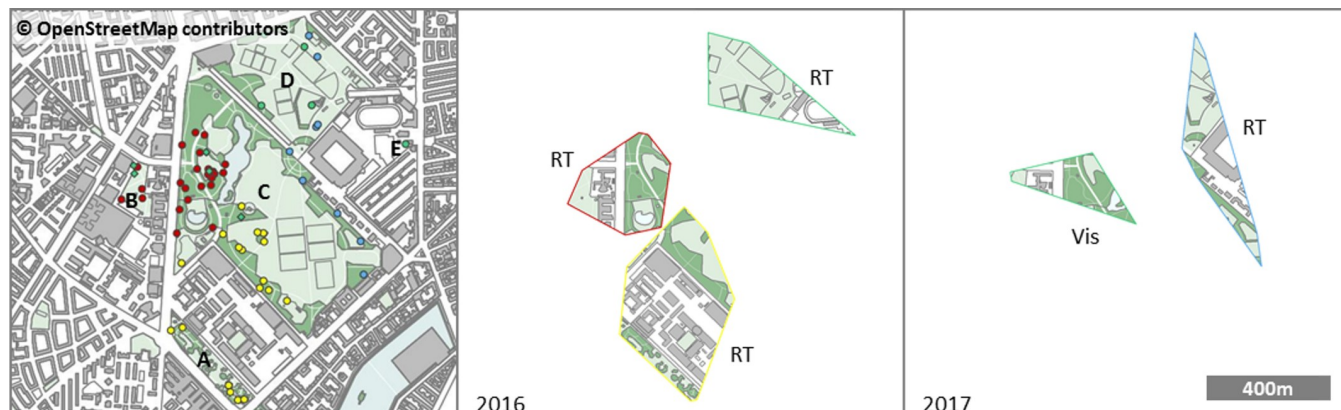 © OpenStreetMap contributors
D
E
C
B
A
RT
RT
RT
2016
RT
Vis
400m
2017